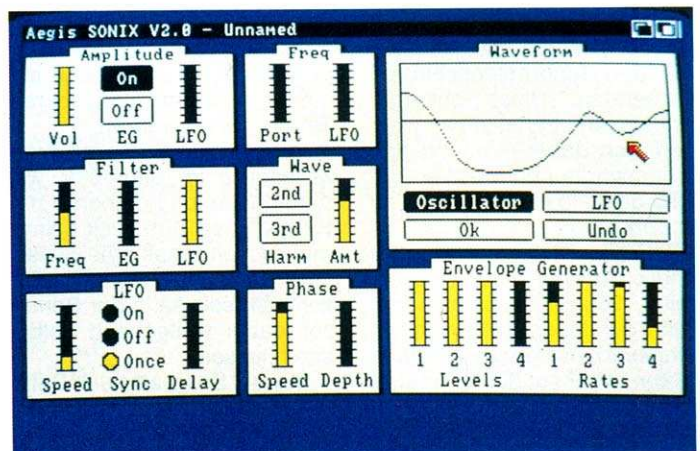 Aegis SONIX V2.0 - Unnamed
Amplitude
On
Off
Vol EG LFO
Freq
Port LFO
Waveform
Oscillator LFO
Ok Undo
Filter
Freq EG LFO
Wave
2nd
3rd
Harm Amt
LFO
On
Off
Once
Speed Sync Delay
Phase
Speed Depth
Envelope Generator
1 2 3 4 1 2 3 4
Levels Rates